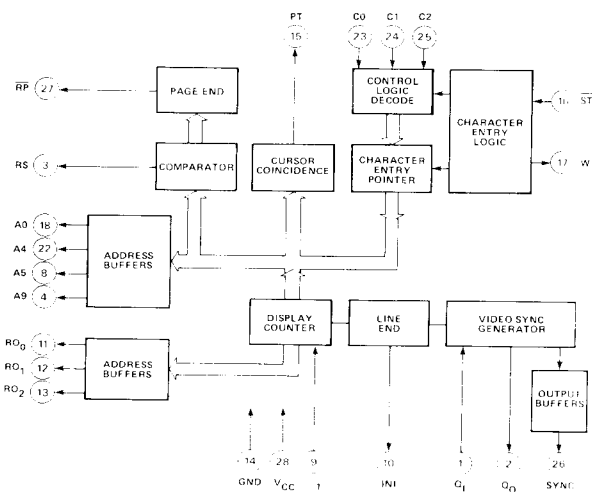 PT C0 C1 C2
15 23 24 25
RP 27 PAGE END CONTROL LOGIC DECODE CHARACTER ENTRY LOGIC 16 ST
17 W
RS 3 COMPARATOR CURSOR COINCIDENCE CHARACTER ENTRY POINTER
A0 18
A4 22
A5 8
A9 4
ADDRESS BUFFERS
DISPLAY COUNTER LINE END VIDEO SYNC GENERATOR
RO0 11
RO1 12
RO2 13
ADDRESS BUFFERS
OUTPUT BUFFERS
14 28 9 10 1 2 26
GND VCC INI QI QO SYNC